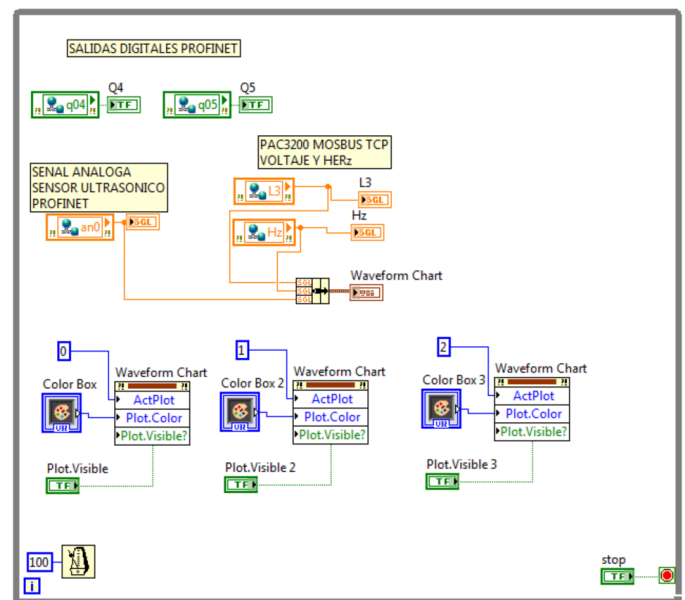 SALIDAS DIGITALES PROFINET
Q4
Q5
q04
TF
q05
TF
PAC3200 MOSBUS TCP
VOLTAJE Y HERz
SENAL ANALOGA
SENSOR ULTRASONICO
PROFINET
L3
L3
SGL
Hz
an0
SGL
Hz
SGL
SGL
SGL
SGL
Waveform Chart
0
1
2
Color Box
Waveform Chart
Color Box 2
Waveform Chart
Color Box 3
Waveform Chart
ActPlot
Plot.Color
Plot.Visible?
ActPlot
Plot.Color
Plot.Visible?
ActPlot
Plot.Color
Plot.Visible?
Plot.Visible
TF
Plot.Visible 2
TF
Plot.Visible 3
TF
100
i
stop
TF